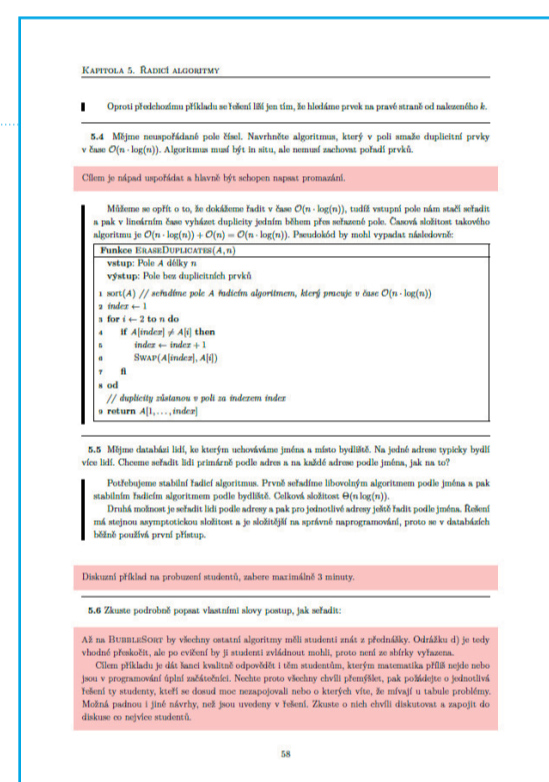 KAPITOLA 5. ŘADICÍ ALGORITMY
Oproti předchozímu příkladu se řešení liší jen tím, že hledáme prvek na pravé straně od nalezeného k.
5.4 Mějme neuspořádané pole čísel. Navrhněte algoritmus, který v poli smaže duplicitní prvky
v čase O(n · log(n)). Algoritmus musí být in situ, ale nemusí zachovat pořadí prvků.
Cílem je nápad uspořádat a hlavně být schopen napsat promazání.
Můžeme se opřít o to, že dokážeme řadit v čase O(n · log(n)), tudíž vstupní pole nám stačí seřadit
a pak v lineárním čase vyházet duplicity jedním během přes seřazené pole. Časová složitost takového
algoritmu je O(n · log(n)) + O(n) = O(n · log(n)). Pseudokód by mohl vypadat následovně:
Funkce ERASEDUPLICATES(A, n)
vstup: Pole A délky n
výstup: Pole bez duplicitních prvků
1 sort(A) // seřadíme pole A řadicím algoritmem, který pracuje v čase O(n · log(n))
2 index ← 1
3 for i ← 2 to n do
4 if A[index] ≠ A[i] then
5 index ← index + 1
6 SWAP(A[index], A[i])
7 fi
8 od
// duplicity zůstanou v poli za indexem index
9 return A[1, . . . , index]
5.5 Mějme databázi lidí, ke kterým uchováváme jména a místo bydliště. Na jedné adrese typicky bydlí
více lidí. Chceme seřadit lidi primárně podle adres a na každé adrese podle jména, jak na to?
Potřebujeme stabilní řadicí algoritmus. Prvně seřadíme libovolným algoritmem podle jména a pak
stabilním řadicím algoritmem podle bydliště. Celková složitost Θ(n log(n)).
Druhá možnost je seřadit lidi podle adresy a pak pro jednotlivé adresy ještě řadit podle jména. Řešení
má stejnou asymptotickou složitost a je složitější na správné naprogramování, proto se v databázích
běžně používá první přístup.
Diskuzní příklad na probuzení studentů, zabere maximálně 3 minuty.
5.6 Zkuste podrobně popsat vlastními slovy postup, jak seřadit:
Až na BUBBLESORT by všechny ostatní algoritmy měli studenti znát z přednášky. Odrážku d) je tedy
vhodné přeskočit, ale po cvičení by ji studenti zvládnout mohli, proto není ze sbírky vyřazena.
Cílem příkladu je dát šanci kvalitně odpovědět i těm studentům, kterým matematika příliš nejde nebo
jsou v programování úplní začátečníci. Nechte proto všechny chvíli přemýšlet, pak požádejte o jednotlivá
řešení ty studenty, kteří se dosud moc nezapojovali nebo o kterých víte, že mívají u tabule problémy.
Možná padnou i jiné návrhy, než jsou uvedeny v řešení. Zkuste o nich chvíli diskutovat a zapojit do
diskuse co nejvíce studentů.
58